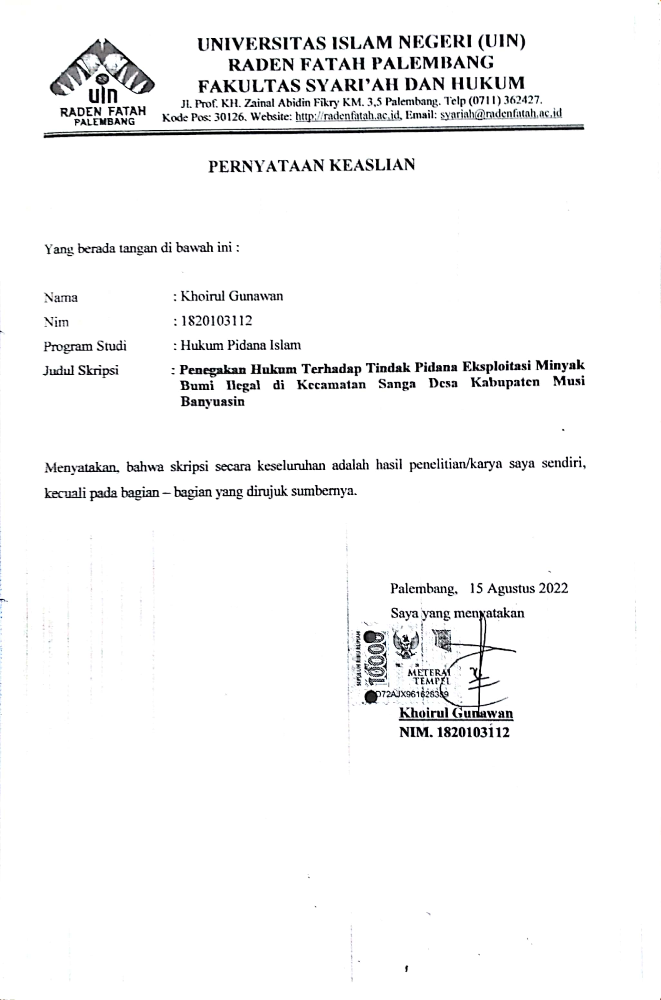 UNIVERSITAS ISLAM NEGERI (UIN)
RADEN FATAH PALEMBANG
FAKULTAS SYARI'AH DAN HUKUM
Jl. Prof. KH. Zainal Abidin Fikry KM. 3,5 Palembang. Telp (0711) 362427.
Kode Pos: 30126. Website: http://radenfatah.ac.id, Email: syariah@radenfatah.ac.id
uin
RADEN FATAH
PALEMBANG
PERNYATAAN KEASLIAN
Yang berada tangan di bawah ini :
Nama : Khoirul Gunawan
Nim : 1820103112
Program Studi : Hukum Pidana Islam
Judul Skripsi : Penegakan Hukum Terhadap Tindak Pidana Eksploitasi Minyak
Bumi Ilegal di Kecamatan Sanga Desa Kabupaten Musi
Banyuasin
Menyatakan, bahwa skripsi secara keseluruhan adalah hasil penelitian/karya saya sendiri,
kecuali pada bagian – bagian yang dirujuk sumbernya.
Palembang, 15 Agustus 2022
Saya yang menyatakan
SEPULUH RIBU RUPIAH
10000
METERAI
TEMPEL
D72AJX961628389
Khoirul Gunawan
NIM. 1820103112